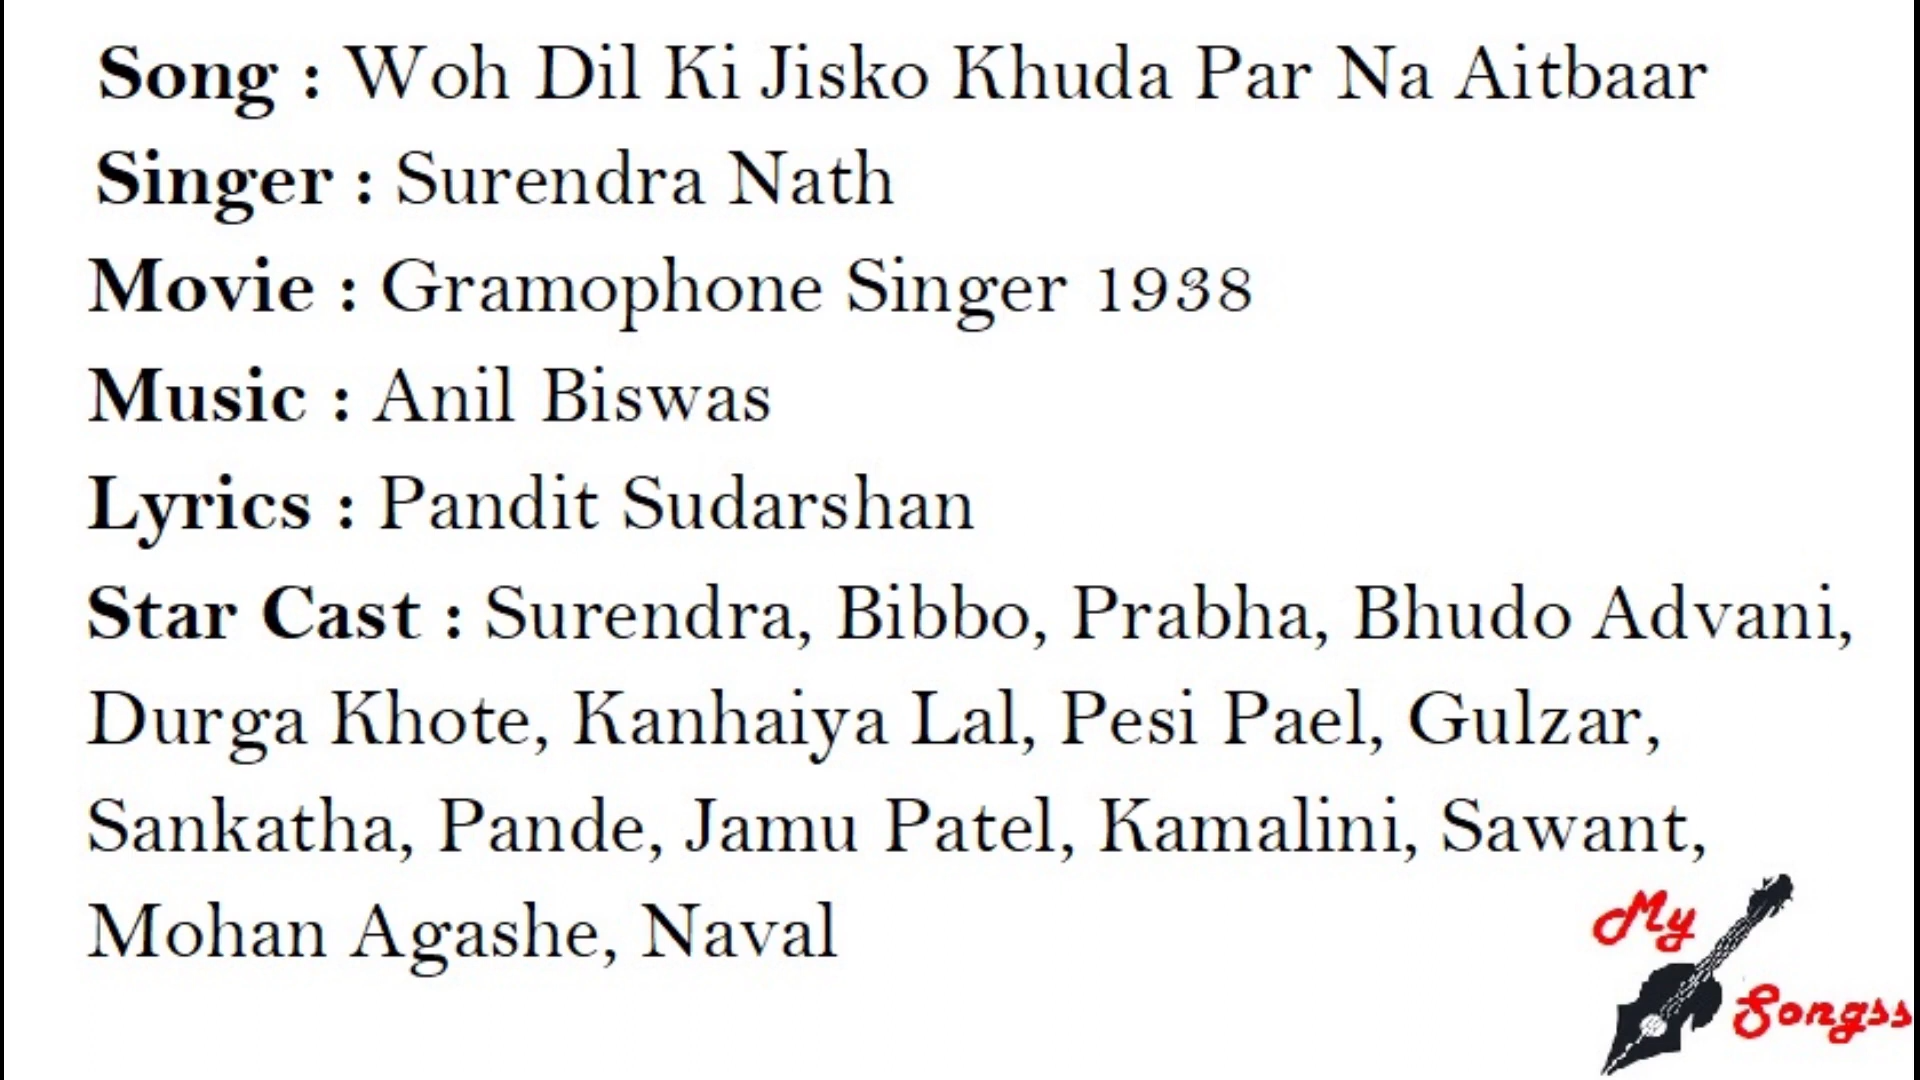 Song : Woh Dil Ki Jisko Khuda Par Na Aitbaar
Singer : Surendra Nath
Movie : Gramophone Singer 1938
Music : Anil Biswas
Lyrics : Pandit Sudarshan
Star Cast : Surendra, Bibbo, Prabha, Bhudo Advani,
Durga Khote, Kanhaiya Lal, Pesi Pael, Gulzar,
Sankatha, Pande, Jamu Patel, Kamalini, Sawant,
Mohan Agashe, Naval
My
Songss